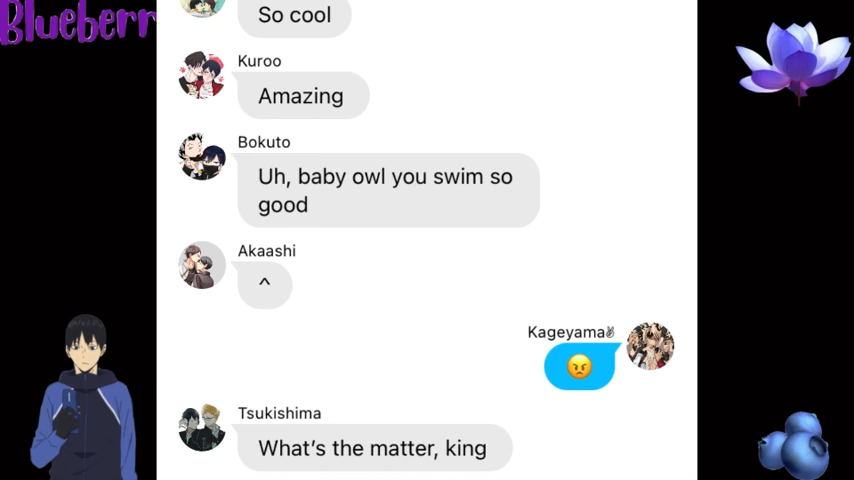 Blueberr
So cool
Kuroo
Amazing
Bokuto
Uh, baby owl you swim so
good
Akaashi
^
Kageyama✌
😡
Tsukishima
What's the matter, king